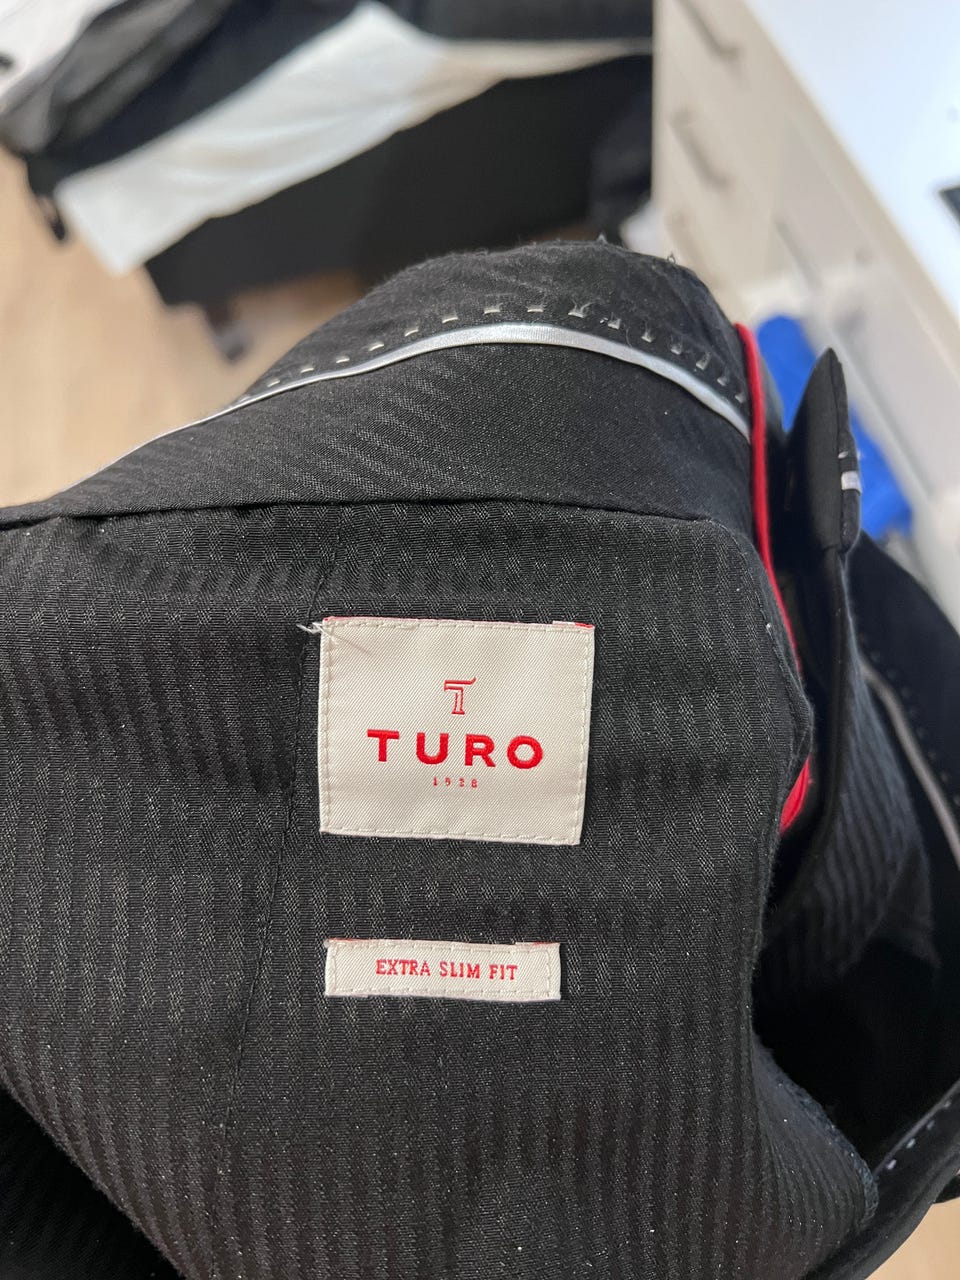 TURO
1528
EXTRA SLIM FIT